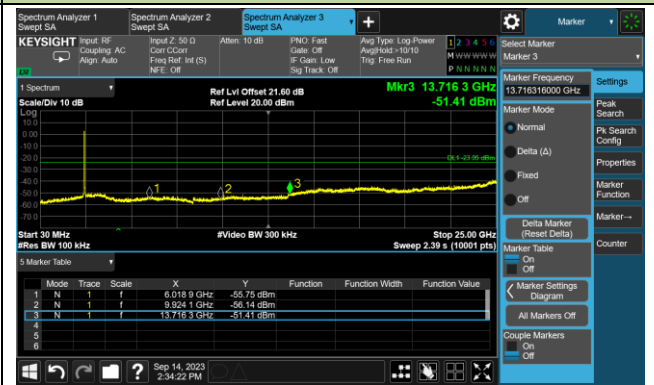 Spectrum Analyzer 1
Swept SA
Spectrum Analyzer 2
Swept SA
Spectrum Analyzer 3
Swept SA
Marker
KEYSIGHT
Input: RF
Coupling: AC
Align: Auto
Input Z: 50 Ω
Corr CCorr
Freq Ref: Int (S)
NFE: Off
Atten: 10 dB
PNO: Fast
Gate: Off
IF Gain: Low
Sig Track: Off
Avg Type: Log-Power
Avg|Hold:>10/10
Trig: Free Run
1 2 3 4 5 6
M W W W W W
P N N N N N
Select Marker
Marker 3
1 Spectrum
Scale/Div 10 dB
Log
Ref Lvl Offset 21.60 dB
Ref Level 20.00 dBm
Mkr3 13.716 3 GHz
-51.41 dBm
10.0
0.00
-10.0
-20.0
-30.0
-40.0
-50.0
-60.0
-70.0
1
2
3
Start 30 MHz
#Res BW 100 kHz
#Video BW 300 kHz
Stop 25.00 GHz
Sweep 2.39 s (10001 pts)
5 Marker Table
Mode Trace Scale X Y Function Function Width Function Value
1 N 1 f 6.018 9 GHz -55.75 dBm
2 N 1 f 9.924 1 GHz -56.14 dBm
3 N 1 f 13.716 3 GHz -51.41 dBm
4
5
6
Marker Frequency
13.716316000 GHz
Marker Mode
Normal
Delta (Δ)
Fixed
Off
Delta Marker
(Reset Delta)
Marker Table
On
Off
Marker Settings
Diagram
All Markers Off
Couple Markers
On
Off
Settings
Peak
Search
Pk Search
Config
Properties
Marker
Function
Marker→
Counter
?
Sep 14, 2023
2:34:22 PM